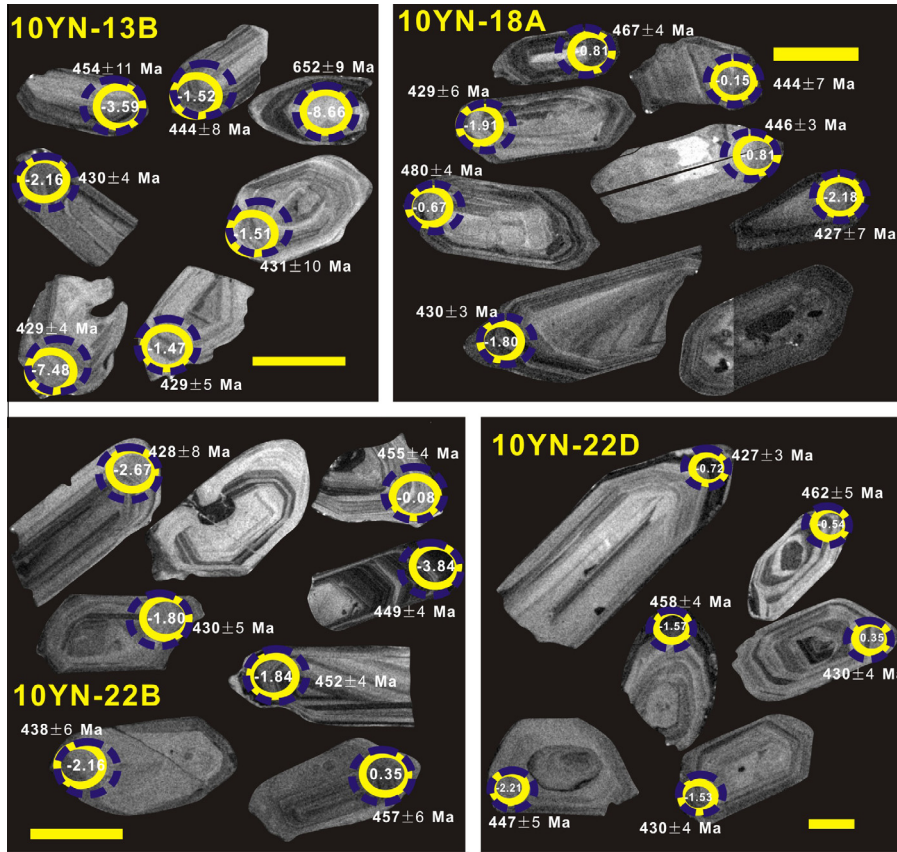 10YN-13B
454±11 Ma
-3.59
-1.52
444±8 Ma
652±9 Ma
-8.66
-2.16
430±4 Ma
-1.51
431±10 Ma
429±4 Ma
-7.48
-1.47
429±5 Ma
10YN-18A
467±4 Ma
-0.81
-0.15
444±7 Ma
429±6 Ma
-1.91
446±3 Ma
-0.81
480±4 Ma
-0.67
-2.18
427±7 Ma
430±3 Ma
-1.80
428±8 Ma
-2.67
455±4 Ma
-0.08
-3.84
449±4 Ma
-1.80
430±5 Ma
-1.84
452±4 Ma
10YN-22B
438±6 Ma
-2.16
0.35
457±6 Ma
10YN-22D
427±3 Ma
-0.72
462±5 Ma
-0.54
458±4 Ma
-1.57
0.35
430±4 Ma
-2.21
447±5 Ma
-1.53
430±4 Ma